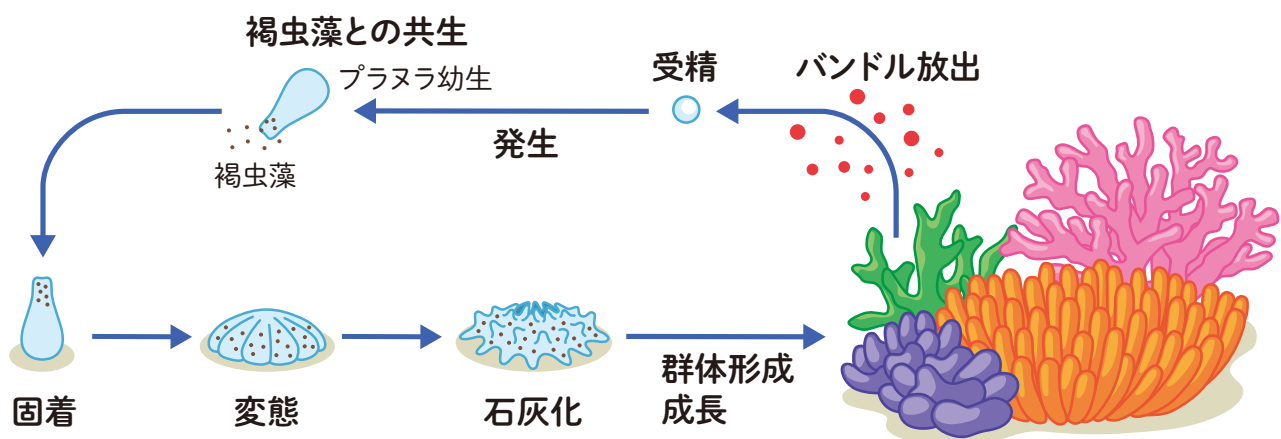 褐虫藻との共生
プラヌラ幼生
褐虫藻
発生
受精
バンドル放出
固着
変態
石灰化
群体形成
成長